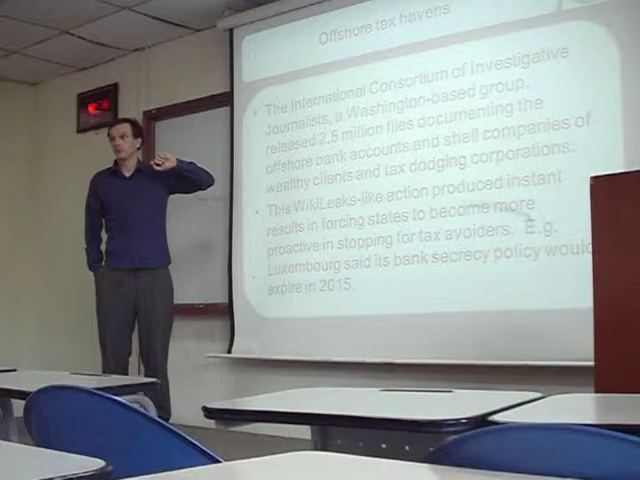 Offshore tax havens
The International Consortium of Investigative
Journalists, a Washington-based group,
released 2.5 million files documenting the
offshore bank accounts and shell companies of
wealthy clients and tax dodging corporations.
This WikiLeaks-like action produced instant
results in forcing states to become more
proactive in stopping for tax avoiders. E.g.
Luxembourg said its bank secrecy policy would
expire in 2015.